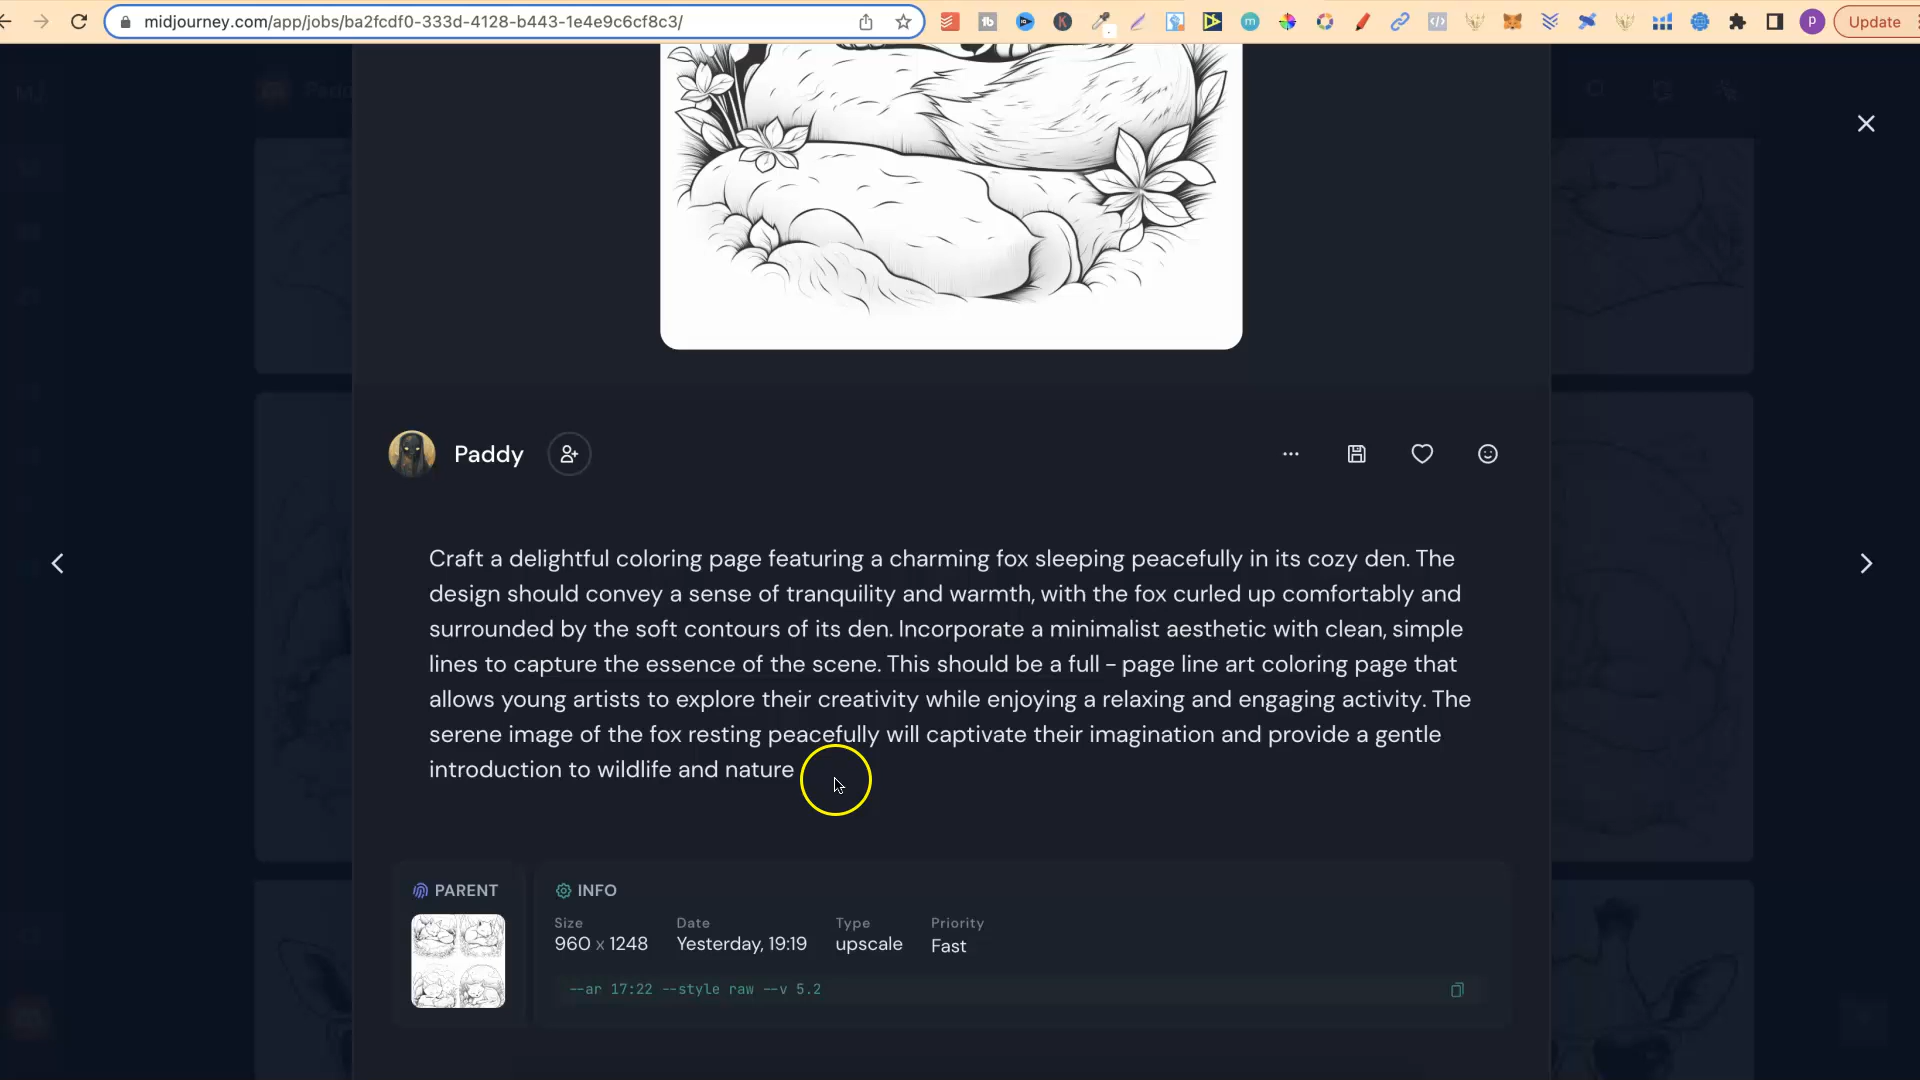 midjourney.com/app/jobs/ba2fcdf0-333d-4128-b443-1e4e9c6cf8c3/
Update
Paddy
Craft a delightful coloring page featuring a charming fox sleeping peacefully in its cozy den. The
design should convey a sense of tranquility and warmth, with the fox curled up comfortably and
surrounded by the soft contours of its den. Incorporate a minimalist aesthetic with clean, simple
lines to capture the essence of the scene. This should be a full - page line art coloring page that
allows young artists to explore their creativity while enjoying a relaxing and engaging activity. The
serene image of the fox resting peacefully will captivate their imagination and provide a gentle
introduction to wildlife and nature
PARENT
INFO
Size
Date
Type
Priority
960 x 1248
Yesterday, 19:19
upscale
Fast
--ar 17:22 --style raw --v 5.2